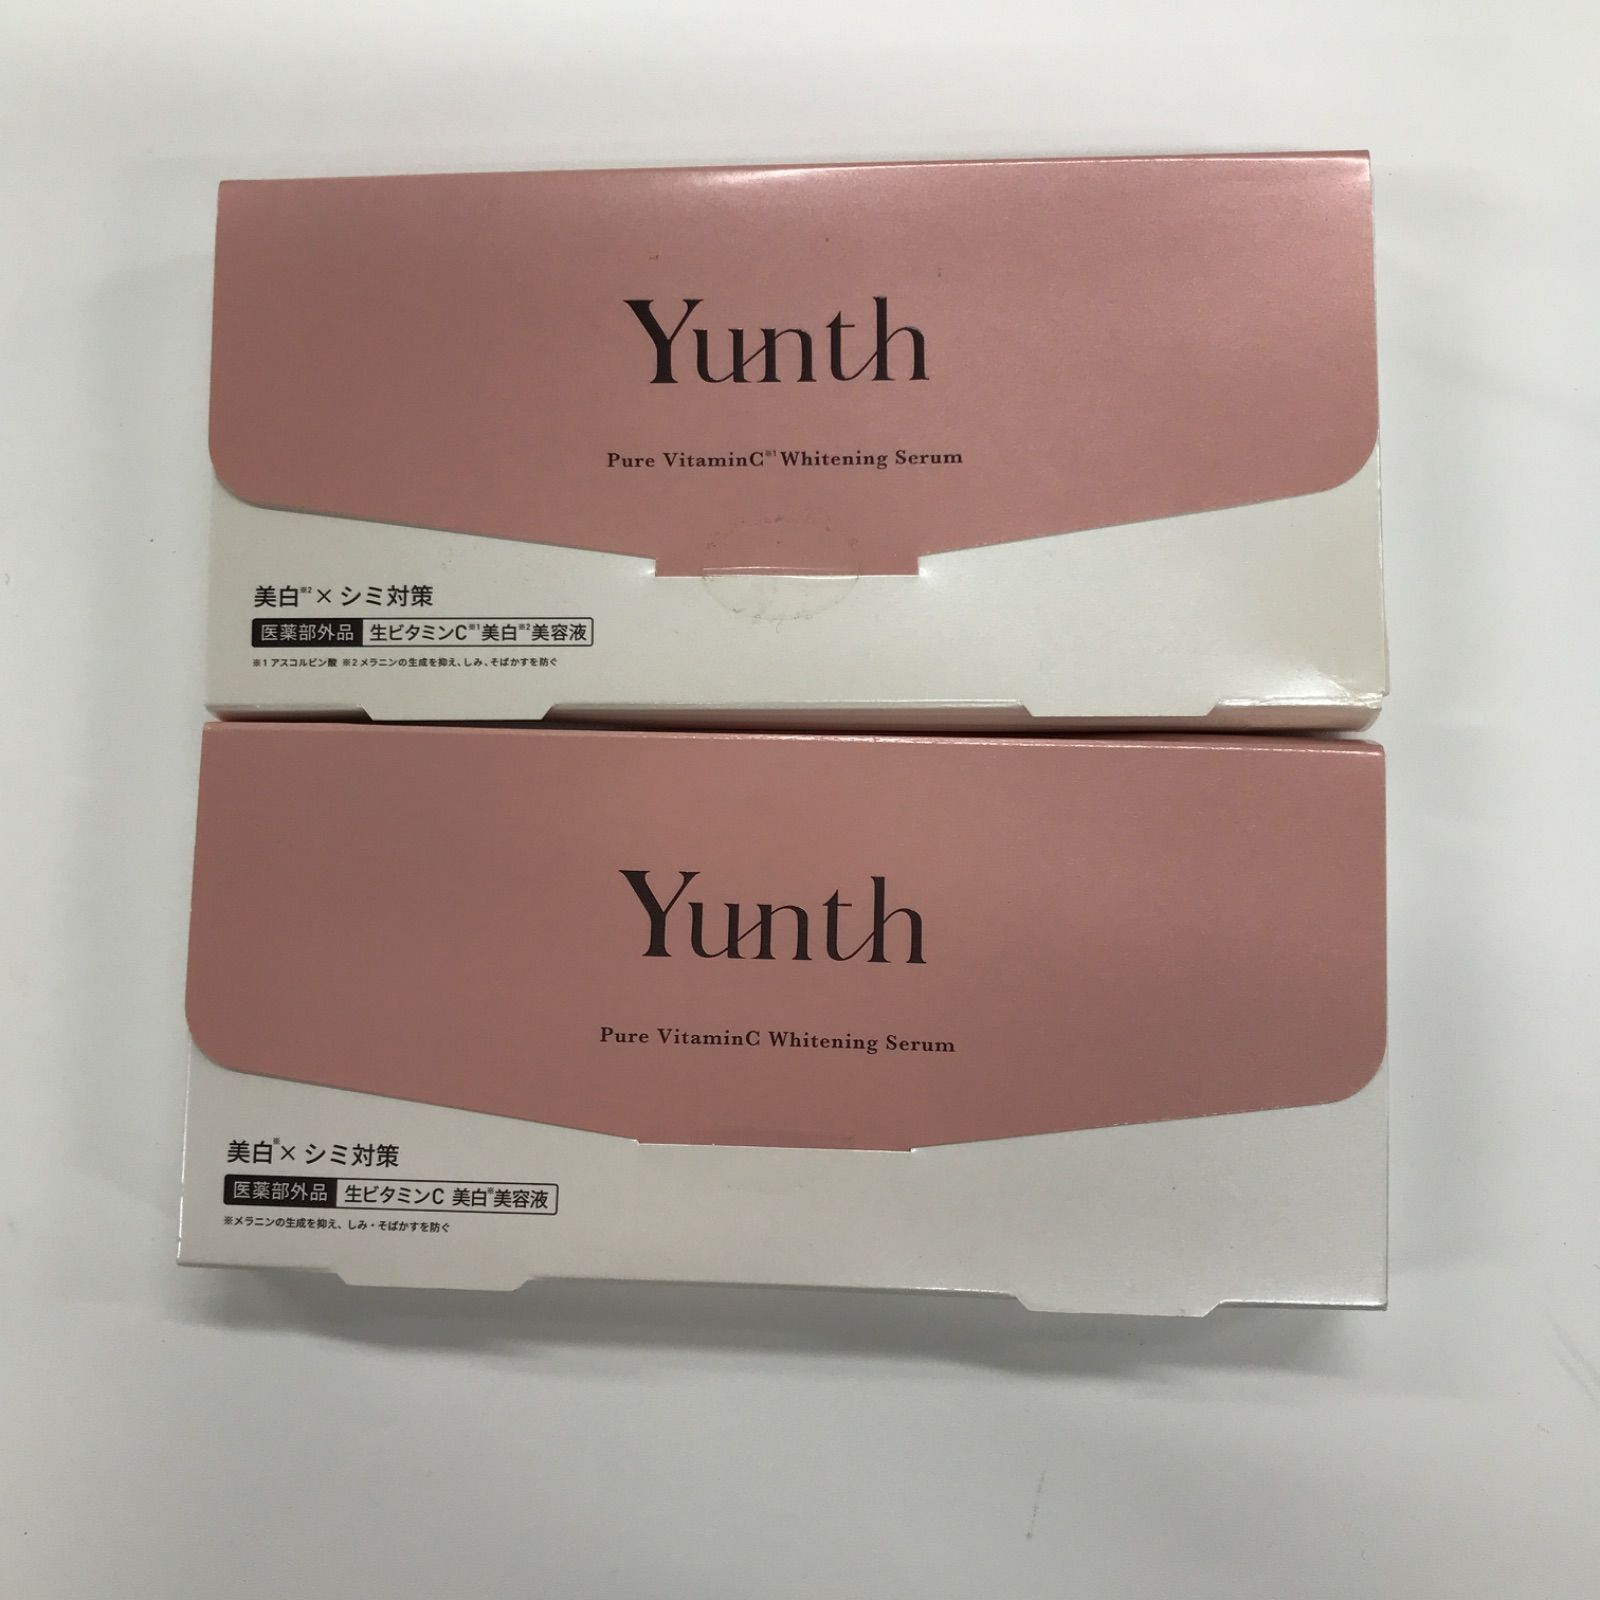 Yunth
Pure VitaminC※1 Whitening Serum
美白※2×シミ対策
医薬部外品 生ビタミンC※1美白※2美容液
※1 アスコルビン酸 ※2 メラニンの生成を抑え、しみ、そばかすを防ぐ
Yunth
Pure VitaminC Whitening Serum
美白※×シミ対策
医薬部外品 生ビタミンC 美白※美容液
※メラニンの生成を抑え、しみ・そばかすを防ぐ